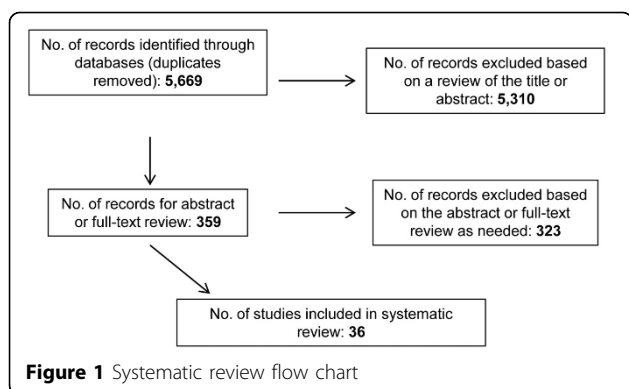 No. of records identified through
databases (duplicates
removed): 5,669
No. of records excluded based
on a review of the title or
abstract: 5,310
No. of records for abstract
or full-text review: 359
No. of records excluded based
on the abstract or full-text
review as needed: 323
No. of studies included in systematic
review: 36
Figure 1 Systematic review flow chart